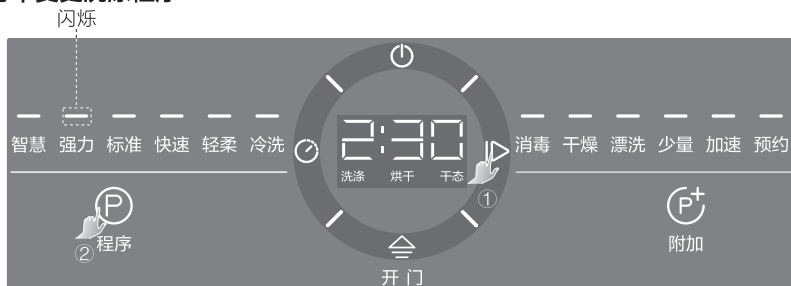 闪烁
智慧 强力 标准 快速 轻柔 冷洗
2:30
洗涤 烘干 干态
消毒 干燥 漂洗 少量 加速 预约
①
P
② 程序
P+
附加
开 门